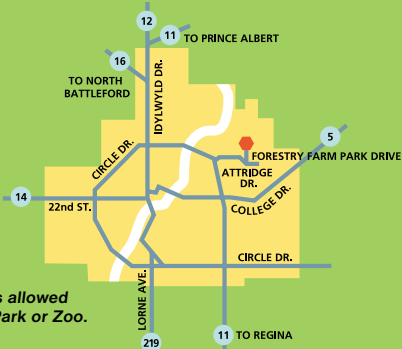 12
11
TO PRINCE ALBERT
16
TO NORTH
BATTLEFORD
IDYLWYLD DR.
5
CIRCLE DR.
FORESTRY FARM PARK DRIVE
ATTRIDGE
DR.
14
22nd ST.
COLLEGE DR.
CIRCLE DR.
s allowed
Park or Zoo.
LORNE AVE.
11
TO REGINA
219